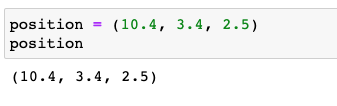 position = (10.4, 3.4, 2.5)
position
(10.4, 3.4, 2.5)